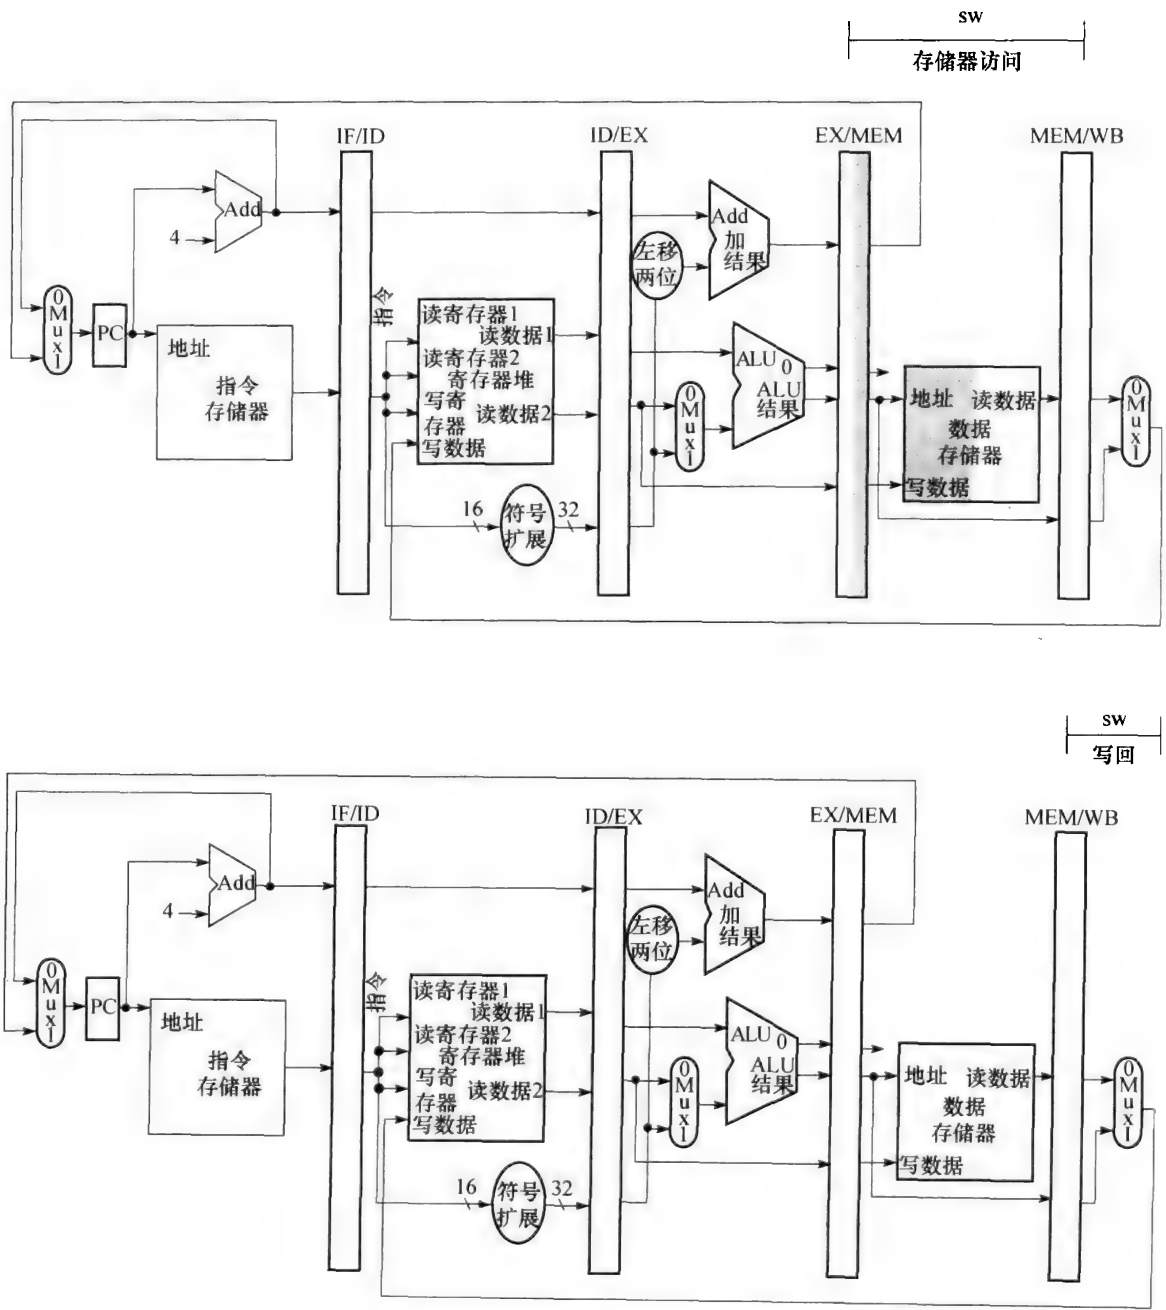 sw
存储器访问
IF/ID
ID/EX
EX/MEM
MEM/WB
Add
4
Add
加
结果
左移
两位
0
M
u
x
1
PC
地址
指令
存储器
指令
读寄存器1
读数据1
读寄存器2
寄存器堆
写寄
存器
读数据2
写数据
16
符号
扩展
32
0
M
u
x
1
ALU
0
ALU
结果
地址
读数据
数据
存储器
写数据
0
M
u
x
1
sw
写回
IF/ID
ID/EX
EX/MEM
MEM/WB
Add
4
Add
加
结果
左移
两位
0
M
u
x
1
PC
地址
指令
存储器
指令
读寄存器1
读数据1
读寄存器2
寄存器堆
写寄
存器
读数据2
写数据
16
符号
扩展
32
0
M
u
x
1
ALU
0
ALU
结果
地址
读数据
数据
存储器
写数据
0
M
u
x
1